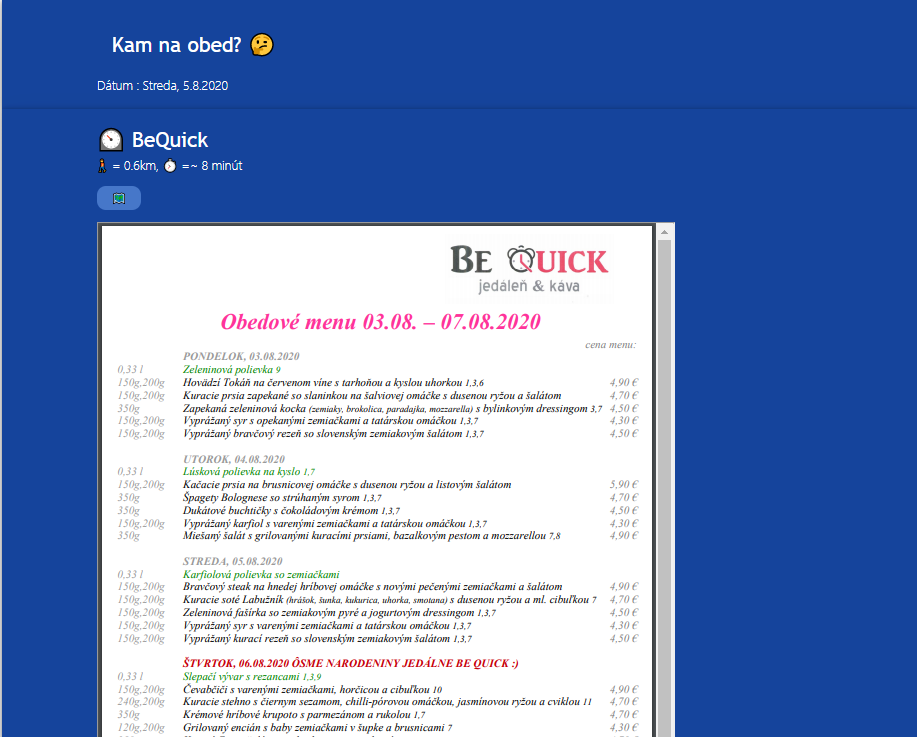 Kam na obed? 🤔
Dátum : Streda, 5.8.2020
BeQuick
= 0.6km, =~ 8 minút
BE QUICK
jedáleň & káva
Obedové menu 03.08. – 07.08.2020
cena menu:
PONDELOK, 03.08.2020
0,33 l Zeleninová polievka 9
150g,200g Hovädzí Tokáň na červenom víne s tarhoňou a kyslou uhorkou 1,3,6 4,90 €
150g,200g Kuracie prsia zapekané so slaninkou na šalviovej omáčke s dusenou ryžou a šalátom 4,70 €
350g Zapekaná zeleninová kocka (zemiaky, brokolica, paradajka, mozzarella) s bylinkovým dressingom 3,7 4,50 €
150g,200g Vyprážaný syr s opekanými zemiakmi a tatárskou omáčkou 1,3,7 4,30 €
150g,200g Vyprážaný bravčový rezeň so slovenským zemiakovým šalátom 1,3,7 4,50 €
UTOROK, 04.08.2020
0,33 l Lúsková polievka na kyslo 1,7
150g,200g Kačacie prsia na brusnicovej omáčke s dusenou ryžou a listovým šalátom 5,90 €
350g Špagety Bolognese so strúhaným syrom 1,3,7 4,70 €
350g Dukátové buchtičky s čokoládovým krémom 1,3,7 4,50 €
150g,200g Vyprážaný karfiol s varenými zemiačkami a tatárskou omáčkou 1,3,7 4,30 €
350g Miešaný šalát s grilovanými kuracími prsiami, bazalkovým pestom a mozzarellou 7,8 4,90 €
STREDA, 05.08.2020
0,33 l Karfiolová polievka so zemiačkami
150g,200g Bravčový steak na hnedej hríbovej omáčke s novými pečenými zemiačkami a šalátom 4,90 €
150g,200g Kuracie soté Labužník (hrášok, šunka, kukurica, uhorka, smotana) s dusenou ryžou a ml. cibuľkou 7 4,70 €
150g,200g Zeleninová fašírka so zemiakovým pyré a jogurtovým dressingom 1,3,7 4,50 €
150g,200g Vyprážaný syr s varenými zemiačkami a tatárskou omáčkou 1,3,7 4,30 €
150g,200g Vyprážaný kurací rezeň so slovenským zemiakovým šalátom 1,3,7 4,50 €
ŠTVRTOK, 06.08.2020 ÔSME NARODENINY JEDÁLNE BE QUICK :)
0,33 l Slepačí vývar s rezancami 1,3,9
150g,200g Čevabčiči s varenými zemiačkami, horčicou a cibuľkou 10 4,90 €
240g,200g Kuracie stehno s čiernym sezamom, chilli-pórovou omáčkou, jasmínovou ryžou a cviklou 11 4,70 €
350g Krémové hríbové krupoto s parmezánom a rukolou 1,7 4,70 €
120g,200g Grilovaný encián s baby zemiačkami v šupke a brusnicami 7 4,30 €